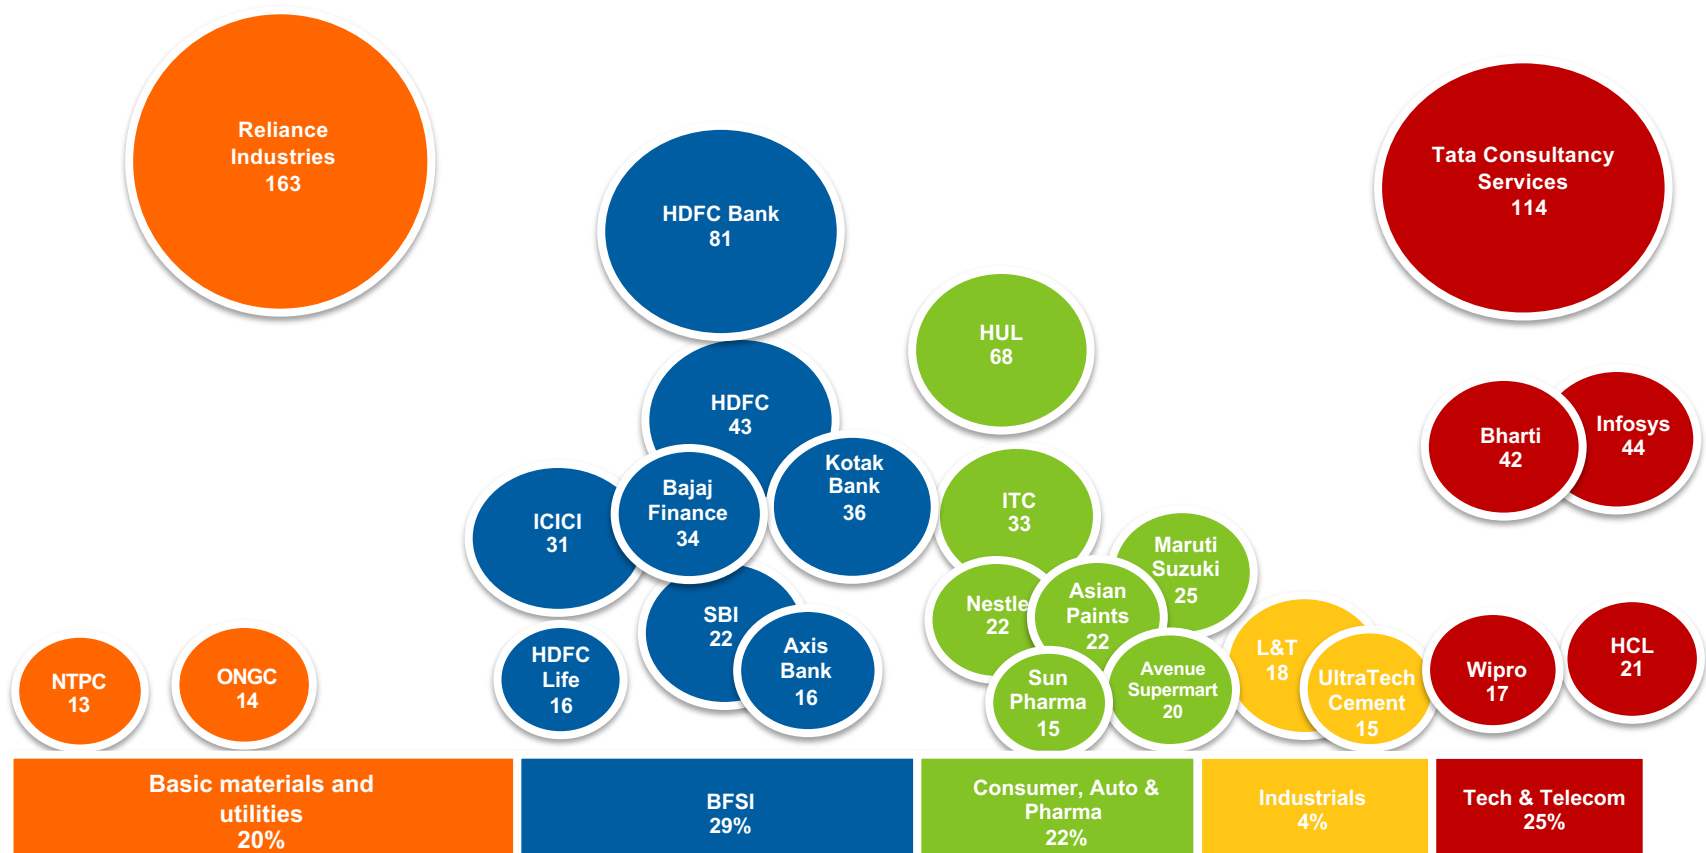 Reliance
Industries
163
Tata Consultancy
Services
114
HDFC Bank
81
HUL
68
HDFC
43
Bharti
42
Infosys
44
Kotak
Bank
36
Bajaj
Finance
34
ICICI
31
ITC
33
Maruti
Suzuki
25
Nestle
22
Asian
Paints
22
SBI
22
Axis
Bank
16
HDFC
Life
16
NTPC
13
ONGC
14
Sun
Pharma
15
Avenue
Supermart
20
L&T
18
UltraTech
Cement
15
Wipro
17
HCL
21
Basic materials and
utilities
20%
BFSI
29%
Consumer, Auto &
Pharma
22%
Industrials
4%
Tech & Telecom
25%